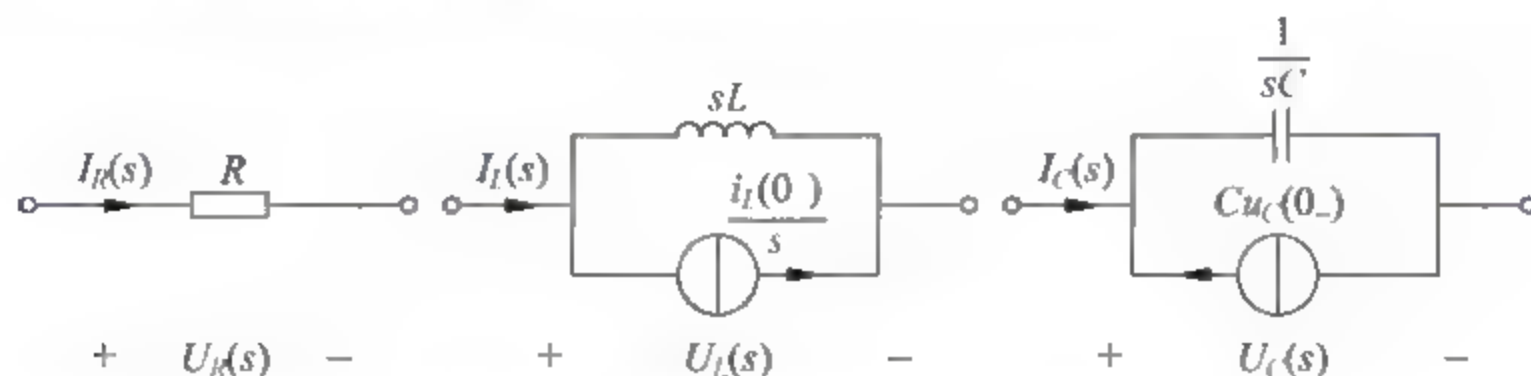 1
sC
sL
I_R(s) R I_L(s) i_L(0_) I_C(s) Cu_C(0_)
s
+ U_R(s) − + U_L(s) − + U_C(s) −